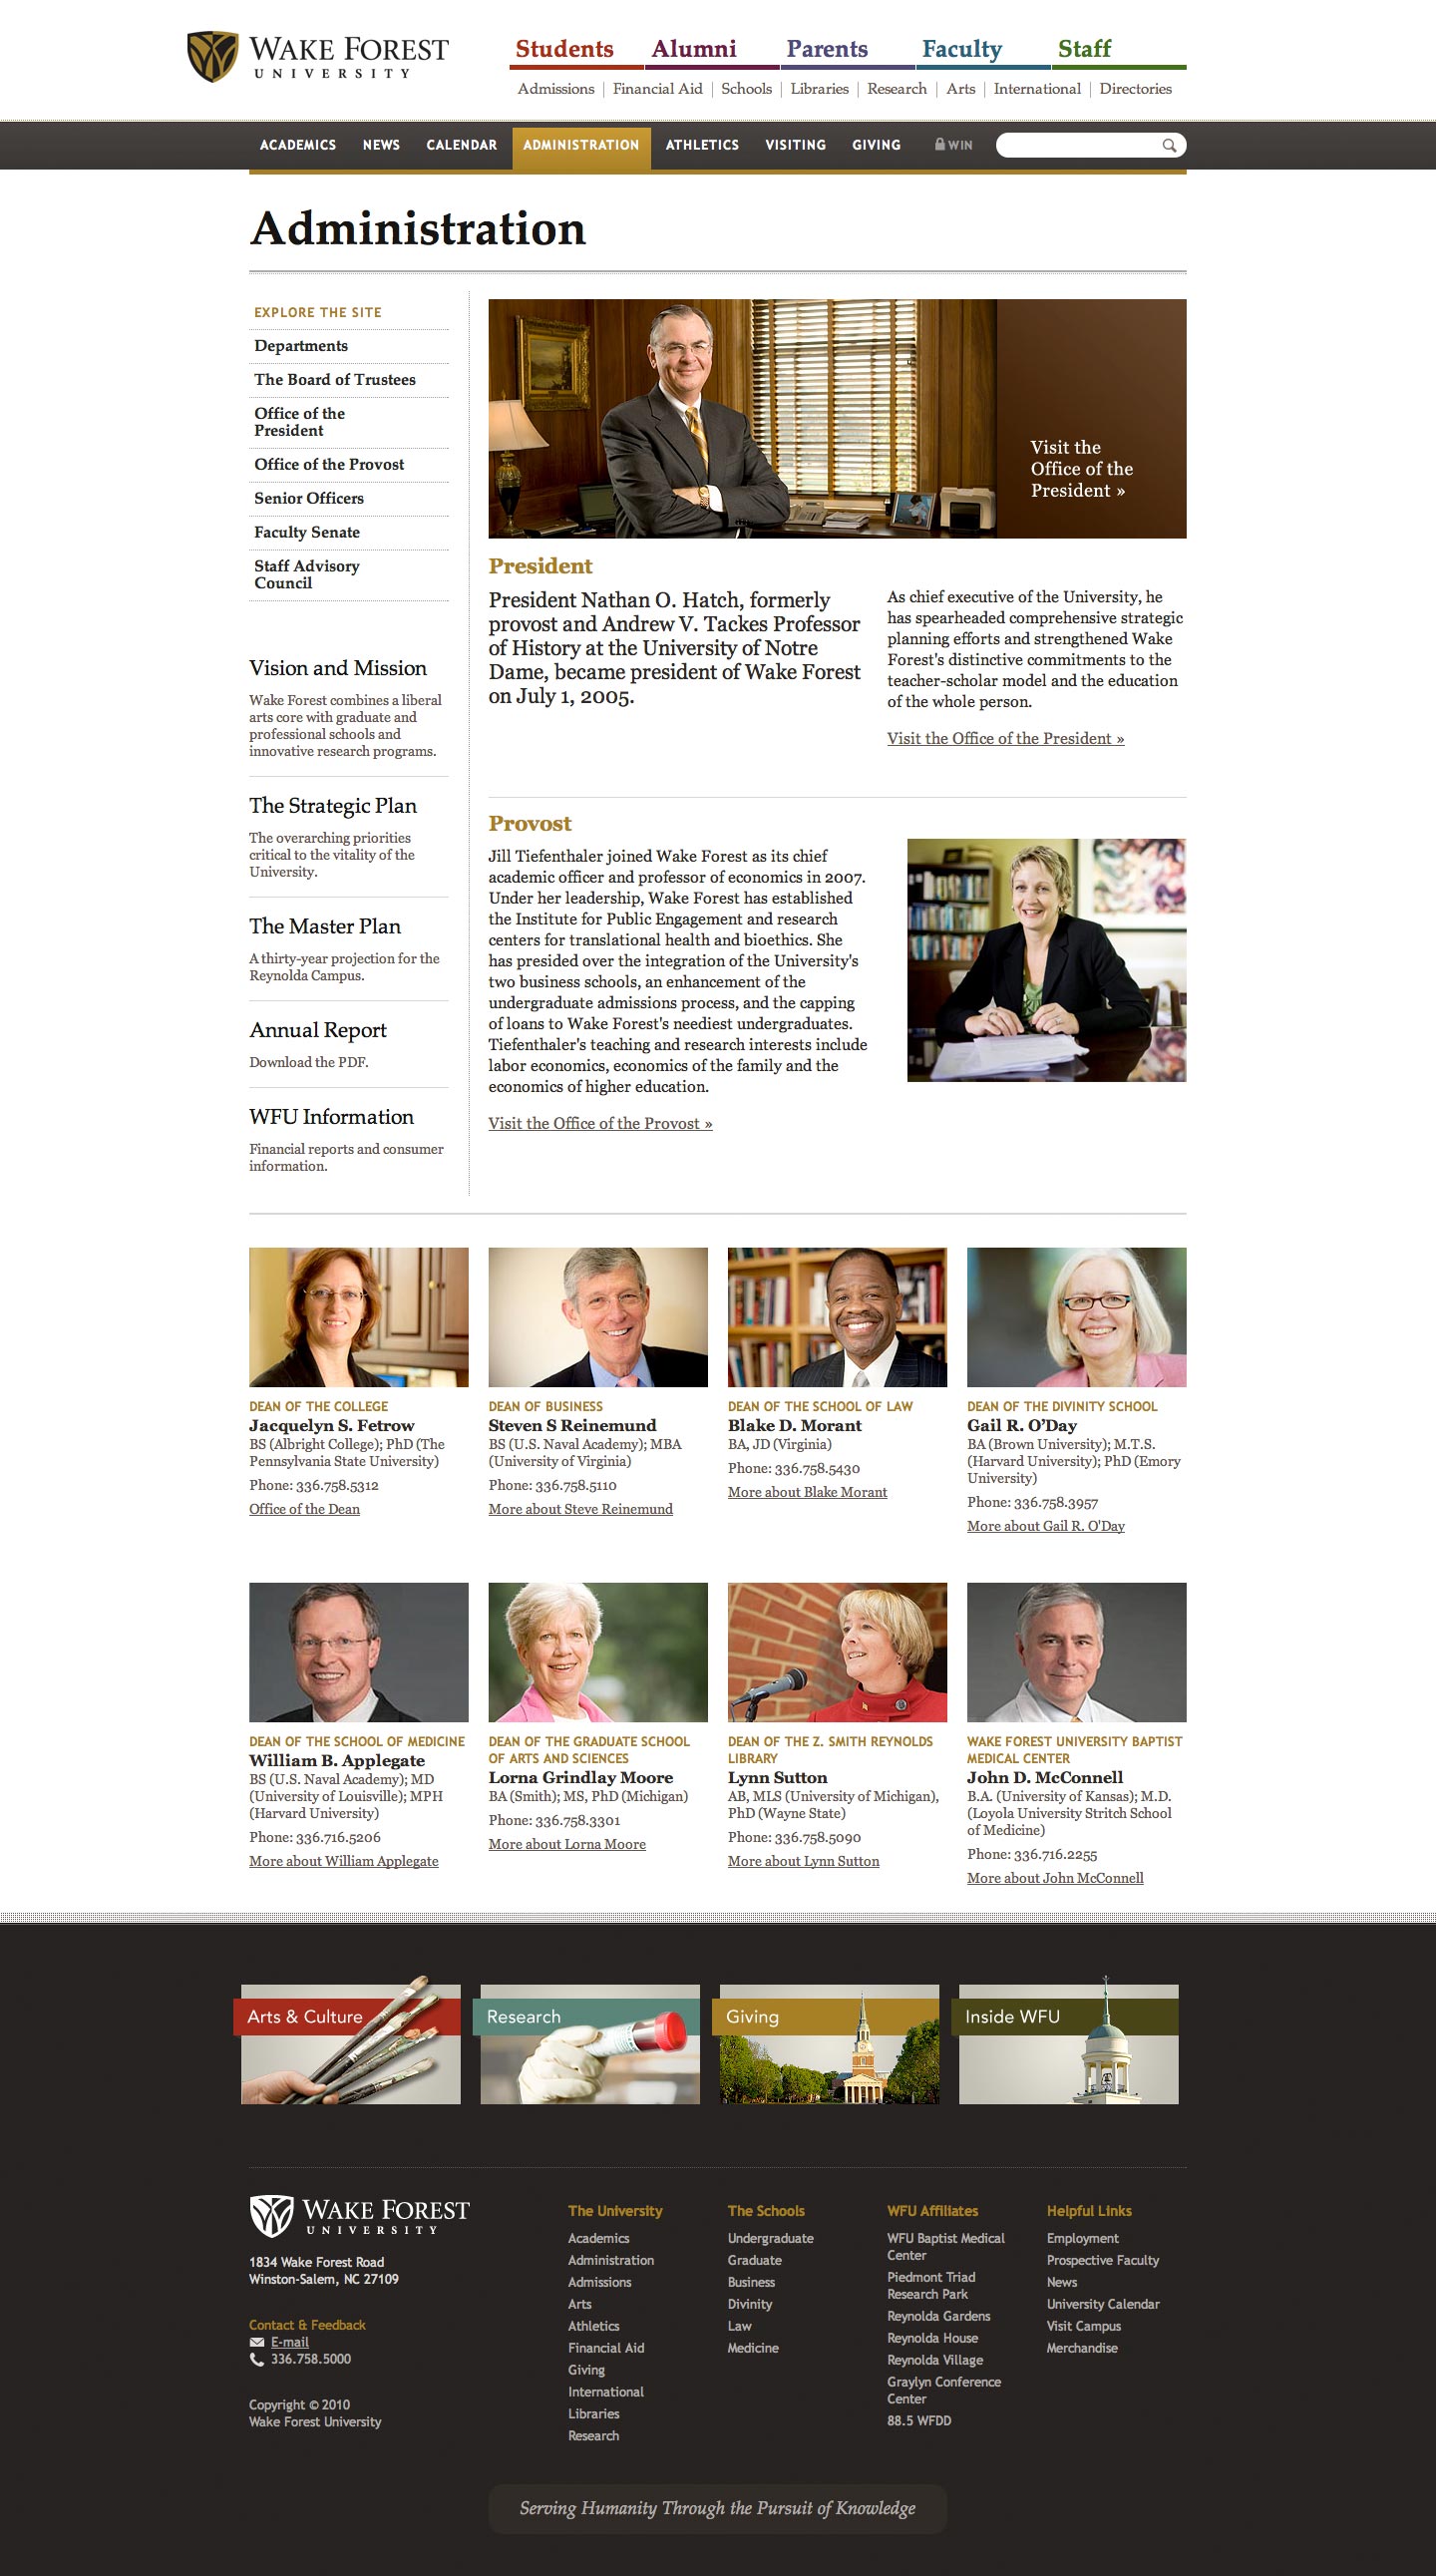 WAKE FOREST
UNIVERSITY
Students Alumni Parents Faculty Staff
Admissions Financial Aid Schools Libraries Research Arts International Directories
ACADEMICS NEWS CALENDAR ADMINISTRATION ATHLETICS VISITING GIVING WIN
Administration
EXPLORE THE SITE
Departments
The Board of Trustees
Office of the
President
Office of the Provost
Senior Officers
Faculty Senate
Staff Advisory
Council
Vision and Mission
Wake Forest combines a liberal
arts core with graduate and
professional schools and
innovative research programs.
The Strategic Plan
The overarching priorities
critical to the vitality of the
University.
The Master Plan
A thirty-year projection for the
Reynolda Campus.
Annual Report
Download the PDF.
WFU Information
Financial reports and consumer
information.
Visit the
Office of the
President »
President
President Nathan O. Hatch, formerly
provost and Andrew V. Tackes Professor
of History at the University of Notre
Dame, became president of Wake Forest
on July 1, 2005.
As chief executive of the University, he
has spearheaded comprehensive strategic
planning efforts and strengthened Wake
Forest's distinctive commitments to the
teacher-scholar model and the education
of the whole person.
Visit the Office of the President »
Provost
Jill Tiefenthaler joined Wake Forest as its chief
academic officer and professor of economics in 2007.
Under her leadership, Wake Forest has established
the Institute for Public Engagement and research
centers for translational health and bioethics. She
has presided over the integration of the University's
two business schools, an enhancement of the
undergraduate admissions process, and the capping
of loans to Wake Forest's neediest undergraduates.
Tiefenthaler's teaching and research interests include
labor economics, economics of the family and the
economics of higher education.
Visit the Office of the Provost »
DEAN OF THE COLLEGE
Jacquelyn S. Fetrow
BS (Albright College); PhD (The
Pennsylvania State University)
Phone: 336.758.5312
Office of the Dean
DEAN OF BUSINESS
Steven S Reinemund
BS (U.S. Naval Academy); MBA
(University of Virginia)
Phone: 336.758.5110
More about Steve Reinemund
DEAN OF THE SCHOOL OF LAW
Blake D. Morant
BA, JD (Virginia)
Phone: 336.758.5430
More about Blake Morant
DEAN OF THE DIVINITY SCHOOL
Gail R. O’Day
BA (Brown University); M.T.S.
(Harvard University); PhD (Emory
University)
Phone: 336.758.3957
More about Gail R. O'Day
DEAN OF THE SCHOOL OF MEDICINE
William B. Applegate
BS (U.S. Naval Academy); MD
(University of Louisville); MPH
(Harvard University)
Phone: 336.716.5206
More about William Applegate
DEAN OF THE GRADUATE SCHOOL
OF ARTS AND SCIENCES
Lorna Grindlay Moore
BA (Smith); MS, PhD (Michigan)
Phone: 336.758.3301
More about Lorna Moore
DEAN OF THE Z. SMITH REYNOLDS
LIBRARY
Lynn Sutton
AB, MLS (University of Michigan),
PhD (Wayne State)
Phone: 336.758.5090
More about Lynn Sutton
WAKE FOREST UNIVERSITY BAPTIST
MEDICAL CENTER
John D. McConnell
B.A. (University of Kansas); M.D.
(Loyola University Stritch School
of Medicine)
Phone: 336.716.2255
More about John McConnell
Arts & Culture
Research
Giving
Inside WFU
WAKE FOREST
UNIVERSITY
1834 Wake Forest Road
Winston-Salem, NC 27109
Contact & Feedback
E-mail
336.758.5000
Copyright © 2010
Wake Forest University
The University
Academics
Administration
Admissions
Arts
Athletics
Financial Aid
Giving
International
Libraries
Research
The Schools
Undergraduate
Graduate
Business
Divinity
Law
Medicine
WFU Affiliates
WFU Baptist Medical
Center
Piedmont Triad
Research Park
Reynolda Gardens
Reynolda House
Reynolda Village
Graylyn Conference
Center
88.5 WFDD
Helpful Links
Employment
Prospective Faculty
News
University Calendar
Visit Campus
Merchandise
Serving Humanity Through the Pursuit of Knowledge